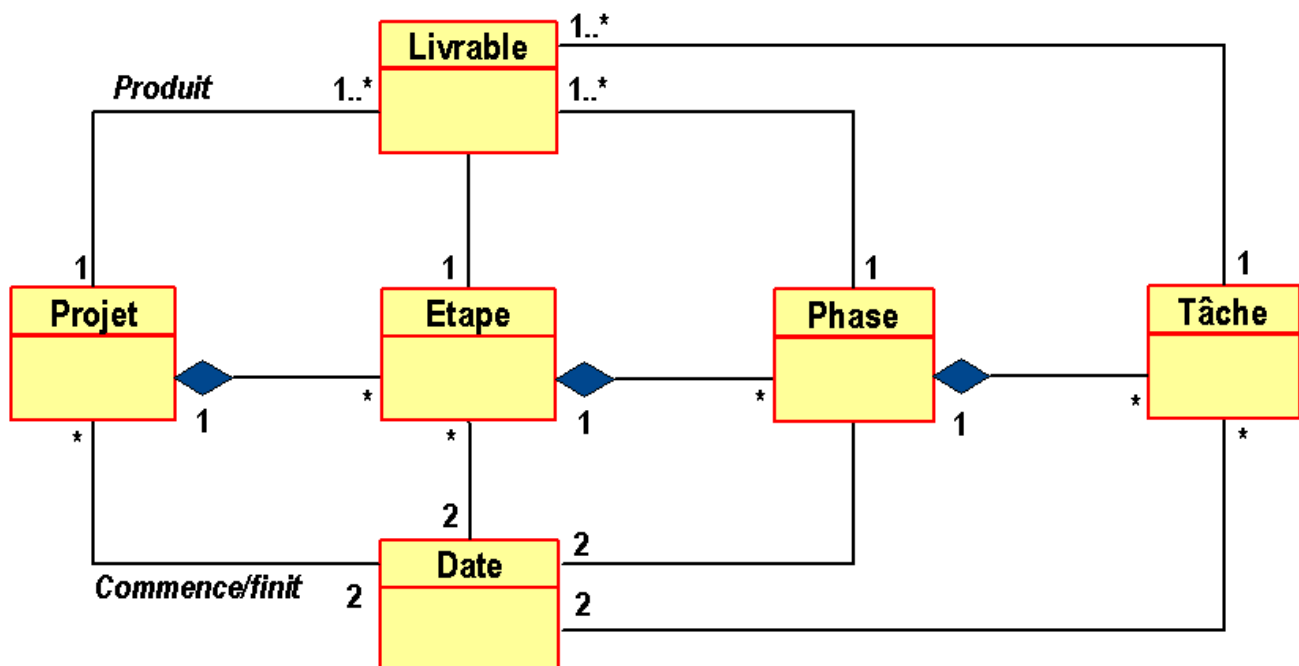 Livrable
1..*
Produit
1..*
1..*
1
1
1
1
Projet
Etape
Phase
Tâche
*
*
*
1
1
1
*
*
*
2
2
Date
Commence/finit
2
2